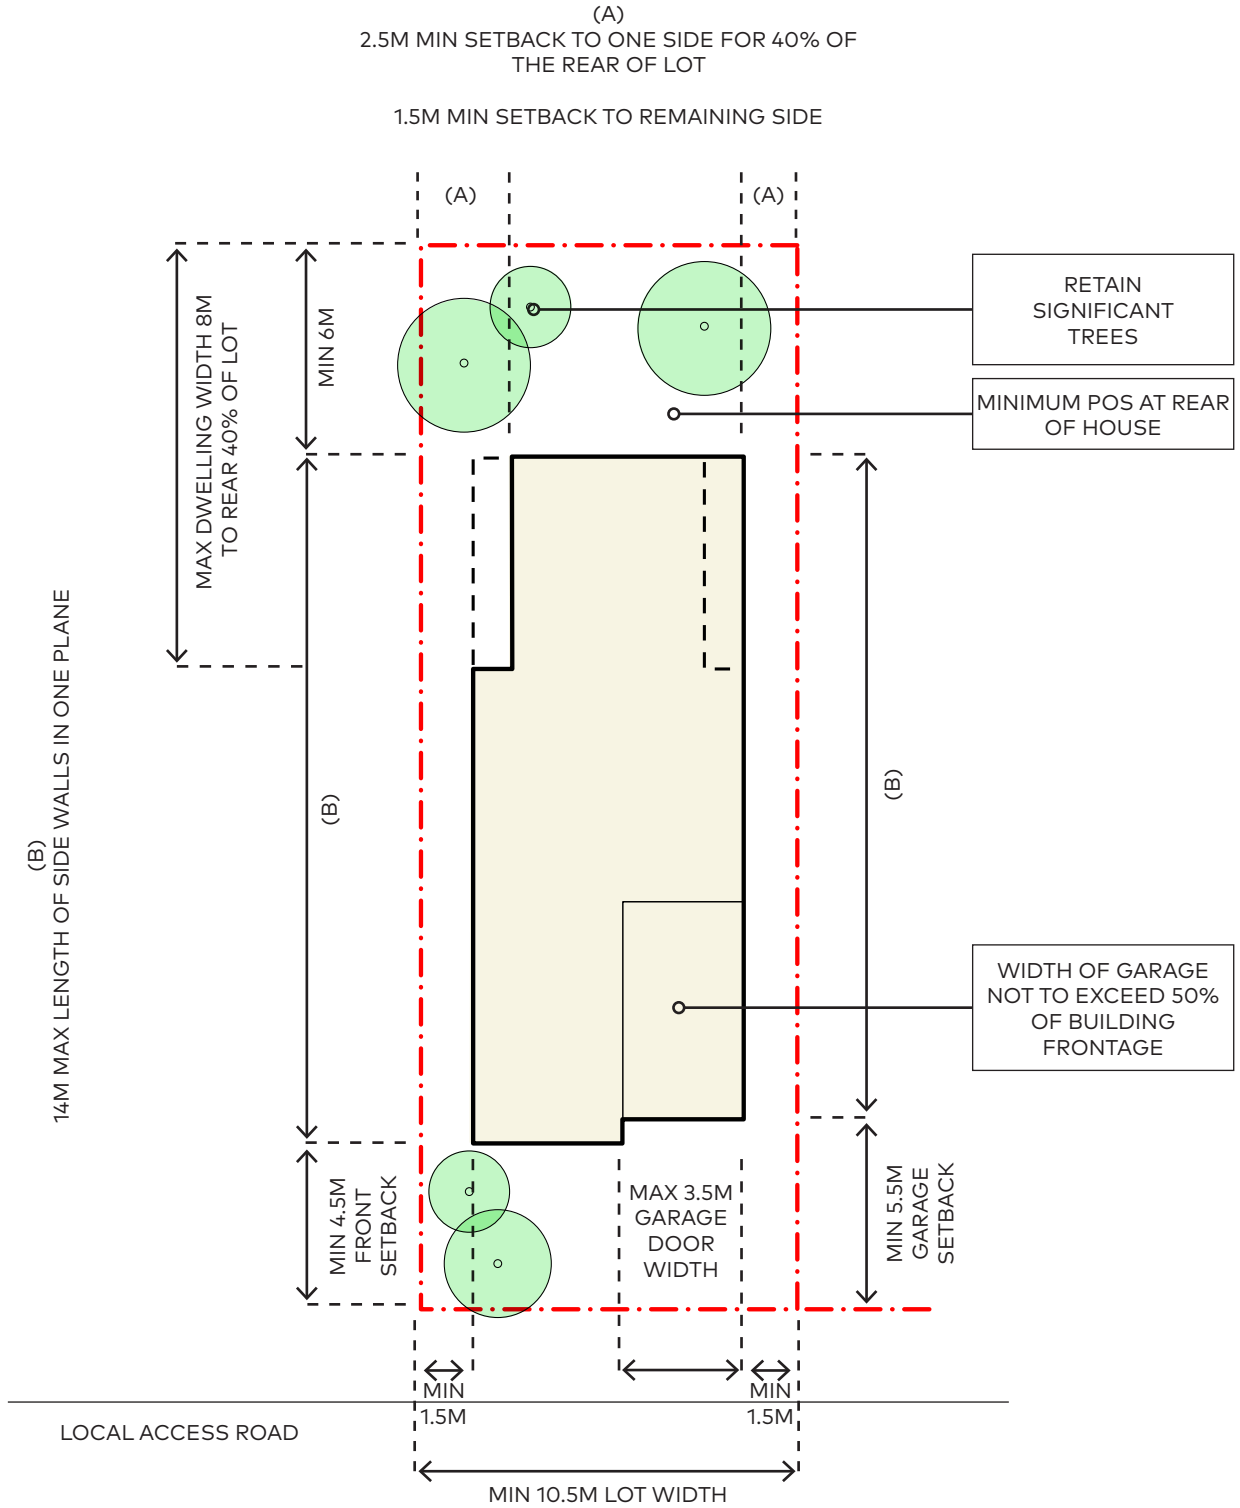 (A)
2.5M MIN SETBACK TO ONE SIDE FOR 40% OF
THE REAR OF LOT
1.5M MIN SETBACK TO REMAINING SIDE
(A)
(A)
MAX DWELLING WIDTH 8M
TO REAR 40% OF LOT
MIN 6M
RETAIN
SIGNIFICANT
TREES
MINIMUM POS AT REAR
OF HOUSE
(B)
14M MAX LENGTH OF SIDE WALLS IN ONE PLANE
(B)
(B)
WIDTH OF GARAGE
NOT TO EXCEED 50%
OF BUILDING
FRONTAGE
MIN 4.5M
FRONT
SETBACK
MAX 3.5M
GARAGE
DOOR
WIDTH
MIN 5.5M
GARAGE
SETBACK
MIN
1.5M
MIN
1.5M
LOCAL ACCESS ROAD
MIN 10.5M LOT WIDTH